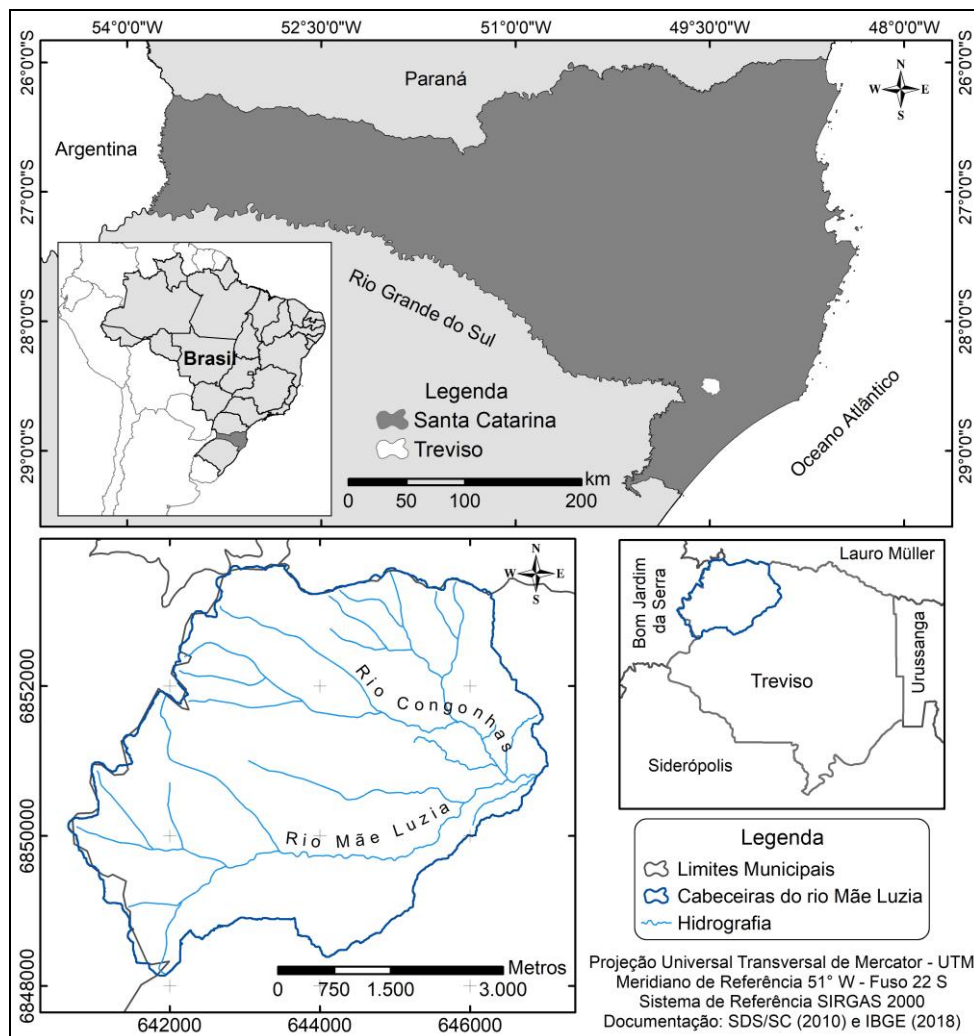 54°0'0"W 52°30'0"W 51°0'0"W 49°30'0"W 48°0'0"W
26°0'0"S
27°0'0"S
28°0'0"S
29°0'0"S
26°0'0"S
27°0'0"S
28°0'0"S
29°0'0"S
Paraná
N
W E
S
Argentina
Rio Grande do Sul
Brasil
Legenda
Santa Catarina
Treviso
Oceano Atlântico
km
0 50 100 200
N
W E
S
6852000
6850000
6848000
Rio Congonhas
Rio Mãe Luzia
Metros
0 750 1.500 3.000
642000 644000 646000
Lauro Müller
Bom Jardim
da Serra
Urussanga
Treviso
Siderópolis
Legenda
Limites Municipais
Cabeceiras do rio Mãe Luzia
Hidrografia
Projeção Universal Transversal de Mercator - UTM
Meridiano de Referência 51° W - Fuso 22 S
Sistema de Referência SIRGAS 2000
Documentação: SDS/SC (2010) e IBGE (2018)